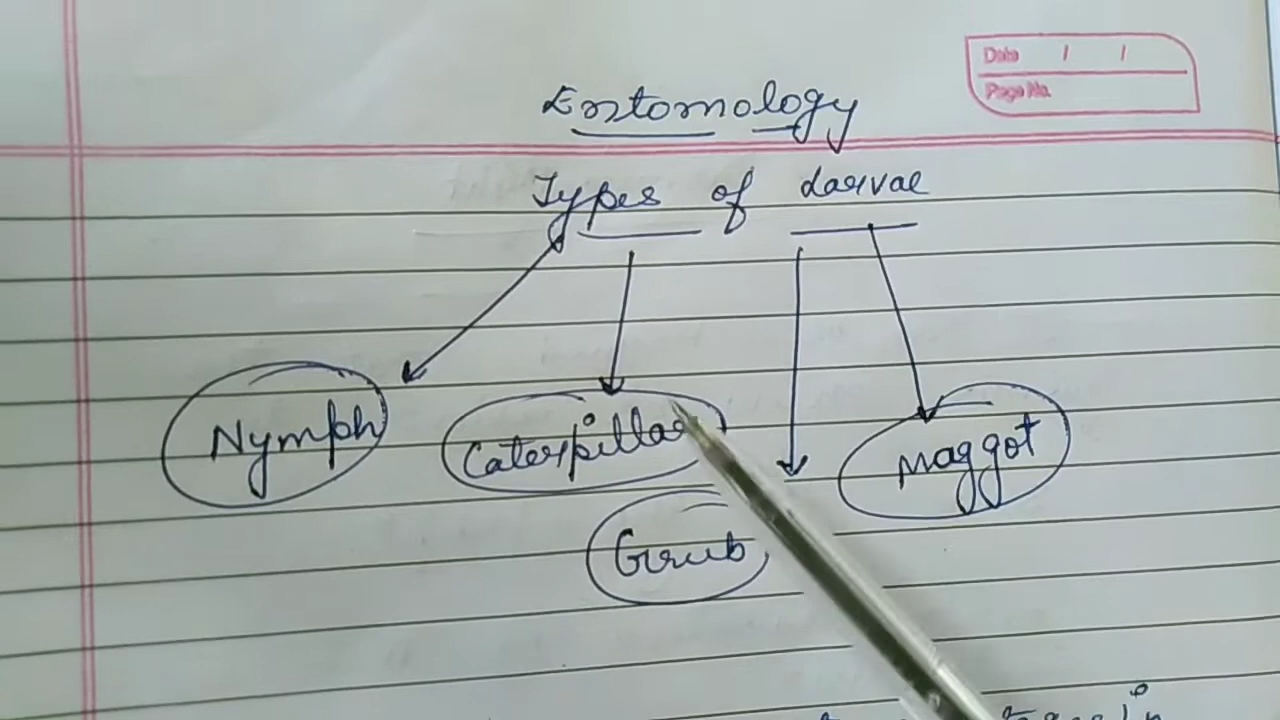 Date / /
Page No.
Entomology
Types of Larvae
Nymph Caterpillar Maggot
Grub